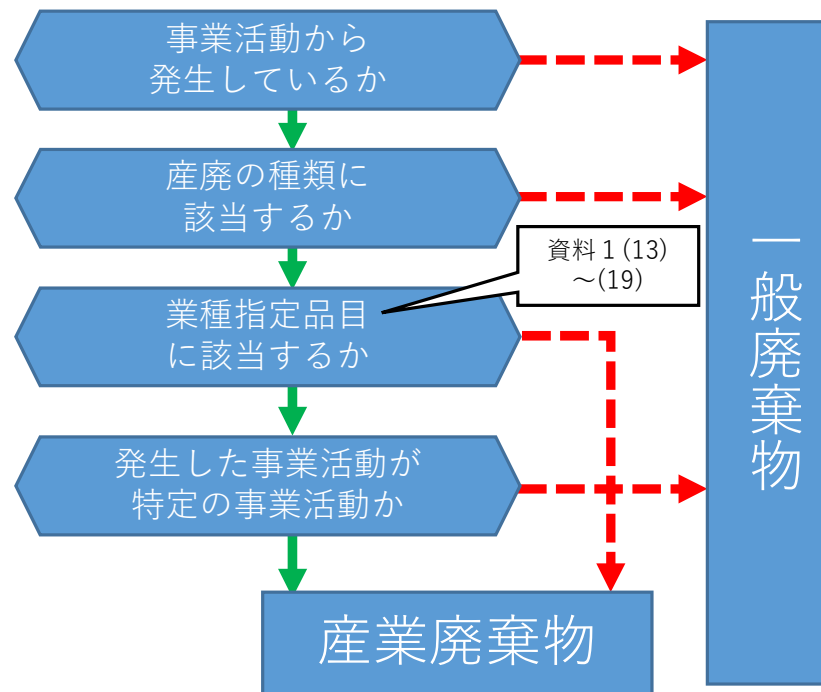 事業活動から
発生しているか
産廃の種類に
該当するか
資料１(13)
～(19)
業種指定品目
に該当するか
発生した事業活動が
特定の事業活動か
産業廃棄物
一般廃棄物